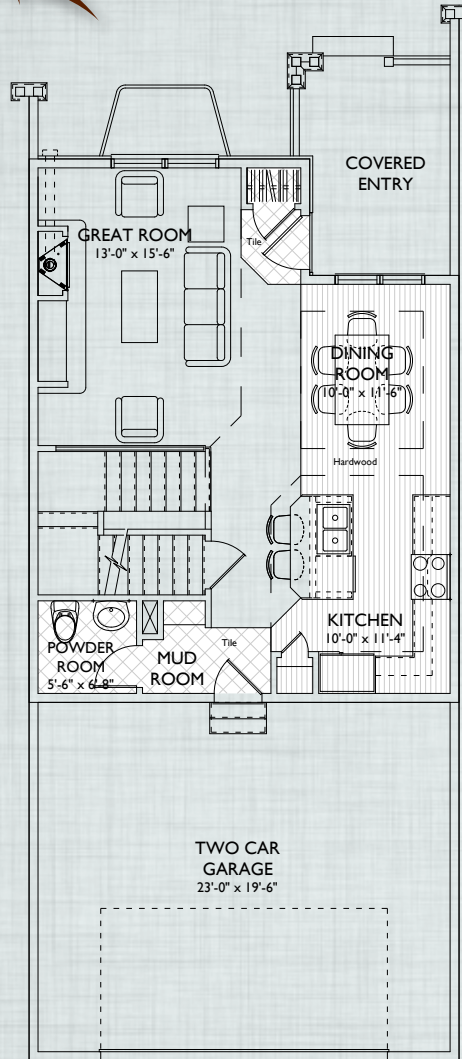 COVERED
ENTRY
GREAT ROOM
13'-0" x 15'-6"
Tile
DINING
ROOM
10'-0" x 11'-6"
Hardwood
KITCHEN
10'-0" x 11'-4"
Tile
POWDER
ROOM
5'-6" x 6'-8"
MUD
ROOM
TWO CAR
GARAGE
23'-0" x 19'-6"